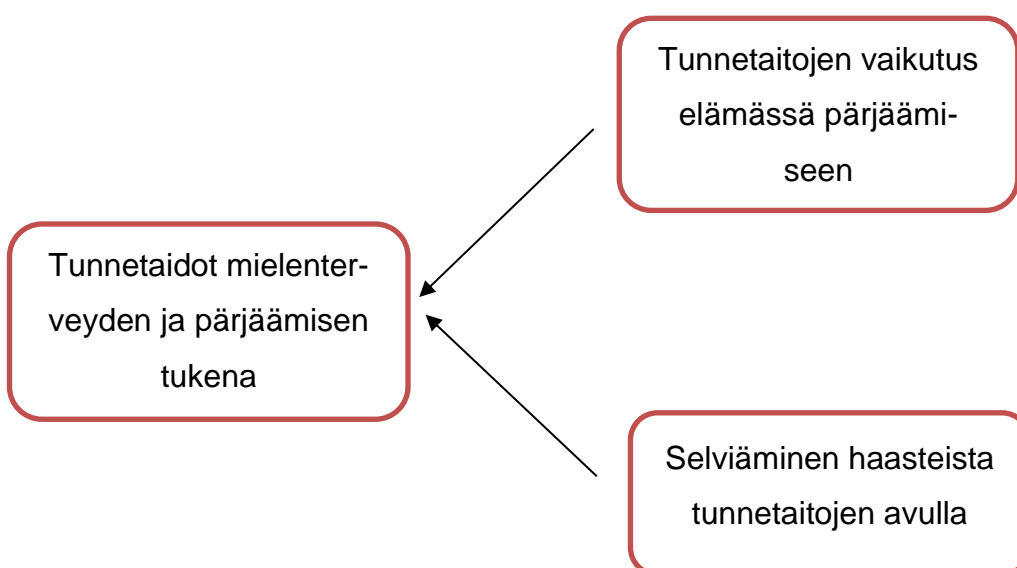 Tunnetaitojen vaikutus
elämässä pärjäämi-
seen
Tunnetaidot mielenter-
veyden ja pärjäämisen
tukena
Selviäminen haasteista
tunnetaitojen avulla